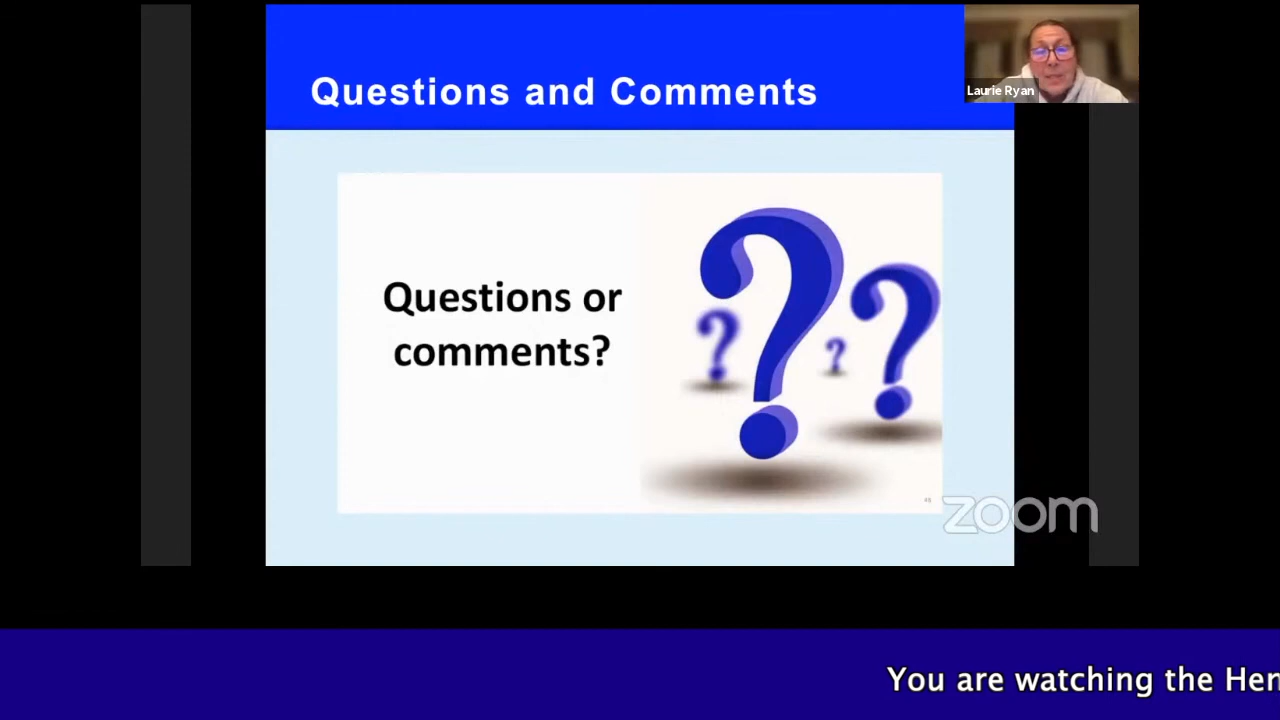 Questions and Comments
Laurie Ryan
Questions or
comments?
zoom
You are watching the Hen